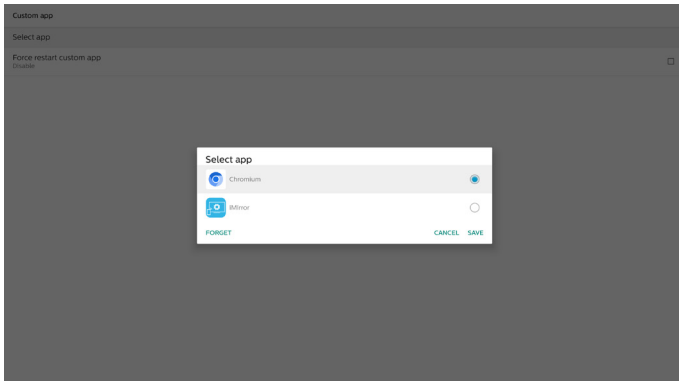 Custom app
Select app
Force restart custom app
Disable
Select app
Chromium
iMirror
FORGET
CANCEL SAVE